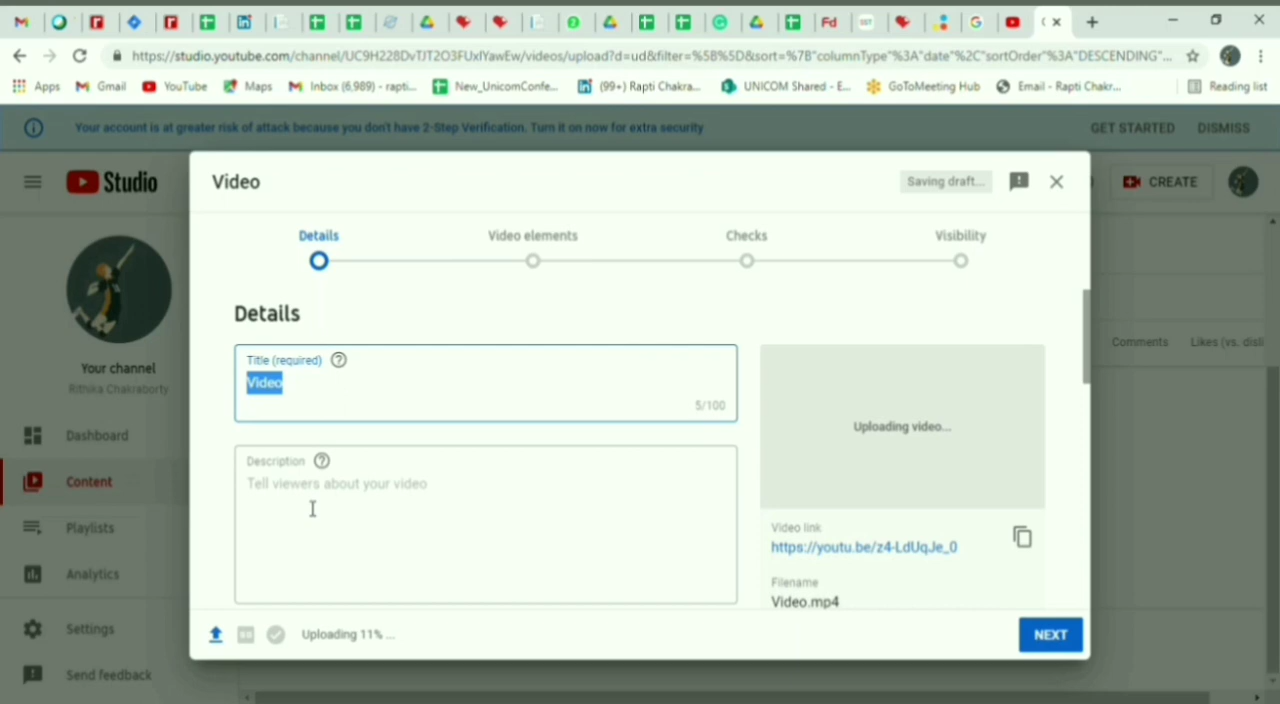 Fd
https://studio.youtube.com/channel/UC9H228DvTJT2O3FUxlYawEw/videos/upload?d=ud&filter=%5B%5D&sort=%7B"columnType"%3A"date"%2C"sortOrder"%3A"DESCENDING"...
Apps Gmail YouTube Maps Inbox (6,989) - rapti... New_UnicomConfe... (99+) Rapti Chakra... UNICOM Shared - E... GoToMeeting Hub Email - Rapti Chakr... Reading list
Your account is at greater risk of attack because you don't have 2-Step Verification. Turn it on now for extra security GET STARTED DISMISS
Studio
CREATE
Video
Saving draft...
Details Video elements Checks Visibility
Details
Title (required)
Video
5/100
Description
Tell viewers about your video
Uploading video...
Video link
https://youtu.be/z4-LdUqJe_0
Filename
Video.mp4
Uploading 11% ...
NEXT
Your channel
Rithika Chakraborty
Dashboard
Content
Playlists
Analytics
Settings
Send feedback
Comments Likes (vs. disli